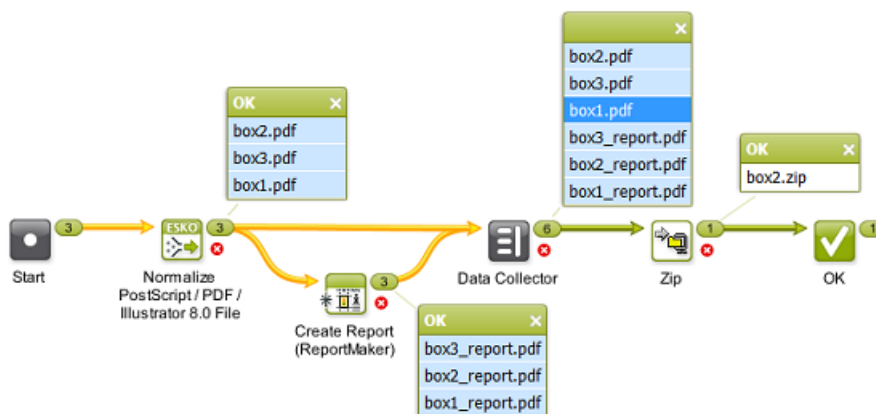 OK
box2.pdf
box3.pdf
box1.pdf
box2.pdf
box3.pdf
box1.pdf
box3_report.pdf
box2_report.pdf
box1_report.pdf
OK
box2.zip
3
ESKO
3
6
1
1
Start
Normalize
PostScript / PDF /
Illustrator 8.0 File
3
Create Report
(ReportMaker)
Data Collector
Zip
OK
OK
box3_report.pdf
box2_report.pdf
box1_report.pdf